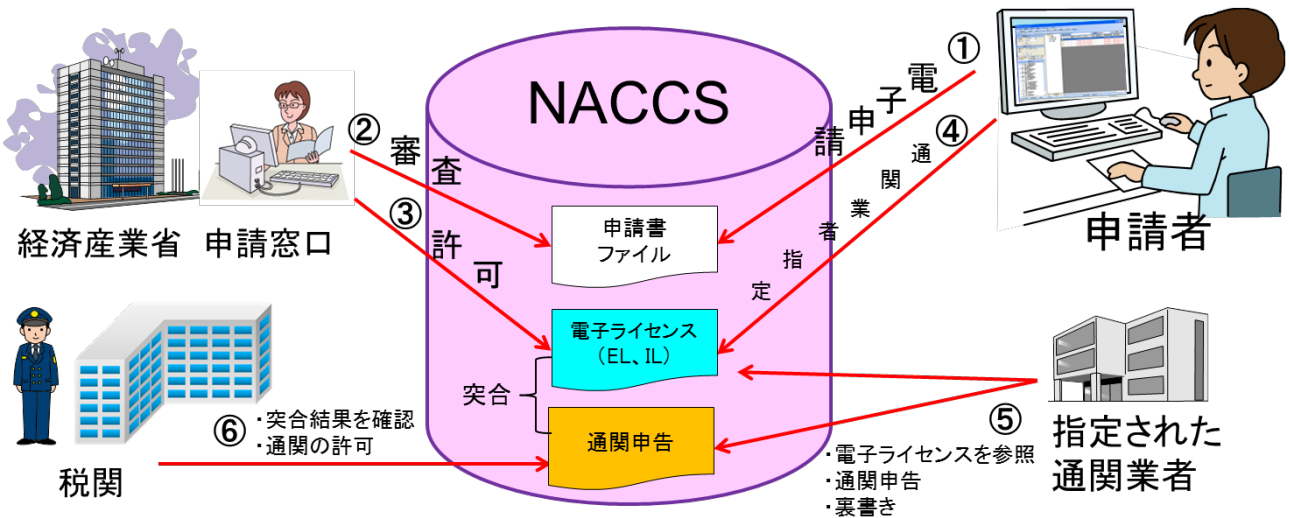 NACCS
①
電子申請
②
審査
③
許可
④
通関業者指定
経済産業省 申請窓口
申請者
申請書
ファイル
電子ライセンス
(EL、IL)
突合
通関申告
⑥
・突合結果を確認
・通関の許可
税関
⑤
・電子ライセンスを参照
・通関申告
・裏書き
指定された
通関業者